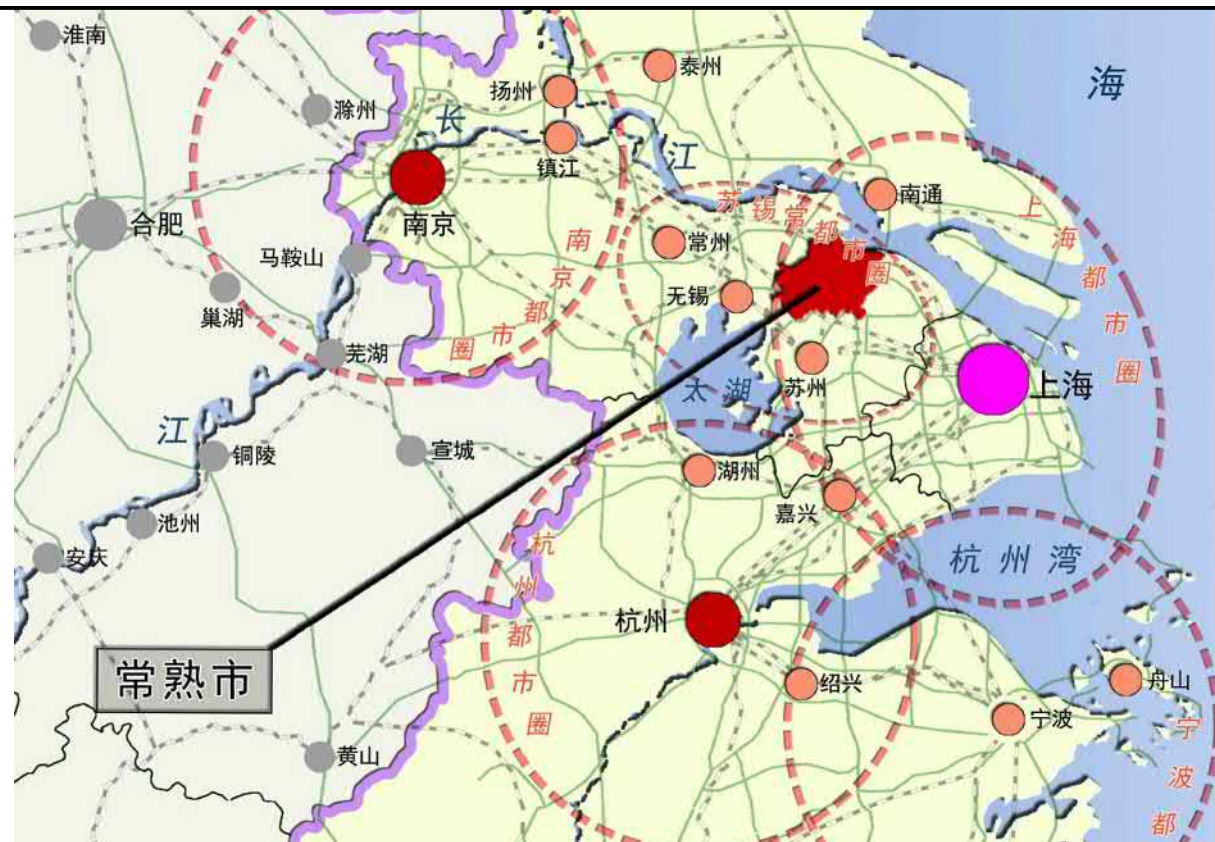 淮南
滁州
扬州
泰州
海
长
江
镇江
南京
南通
合肥
马鞍山
常州
苏锡常都市圈
上海都市圈
南京都市圈
巢湖
无锡
芜湖
苏州
太湖
上海
江
铜陵
宣城
湖州
嘉兴
池州
安庆
杭州湾
杭州都市圈
杭州
常熟市
绍兴
舟山
宁波
宁波都
黄山